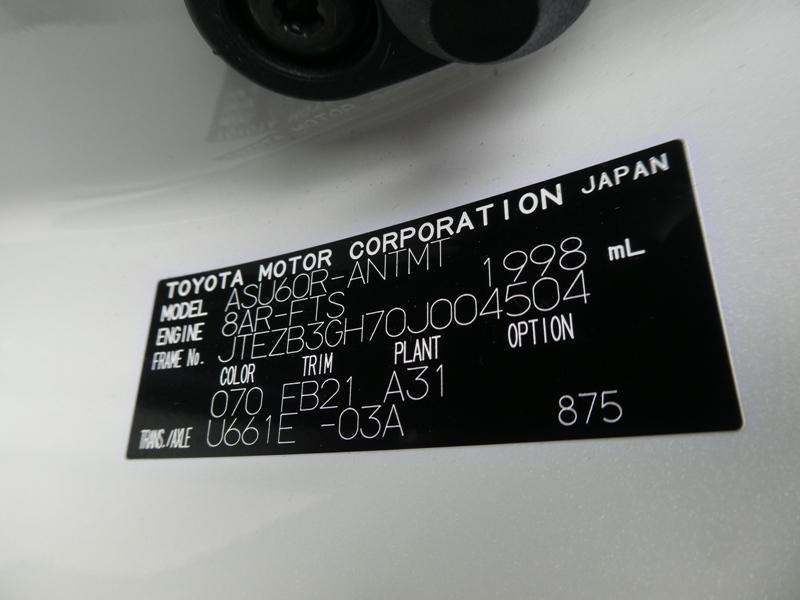 TOYOTA MOTOR CORPORATION JAPAN
MODEL ASU60R-ANTMT
ENGINE 8AR-FTS 1998 mL
FRAME No. JTEZB3GH70J004504
COLOR TRIM PLANT OPTION
070 EB21 A31
TRANS./AXLE U661E -03A 875